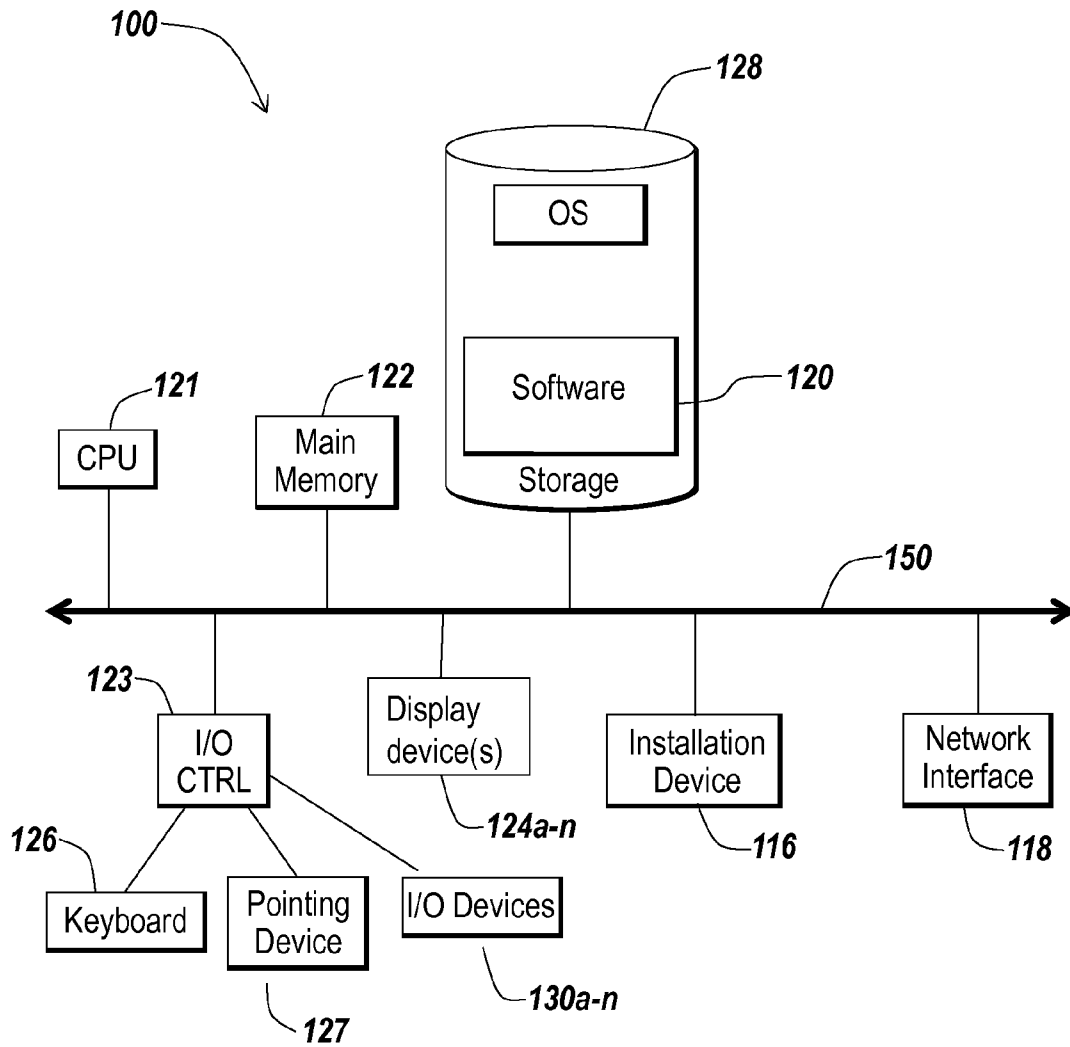 100
128
OS
Software
120
Storage
121
CPU
122
Main
Memory
150
123
I/O
CTRL
Display
device(s)
124a-n
Installation
Device
116
Network
Interface
118
126
Keyboard
Pointing
Device
127
I/O Devices
130a-n